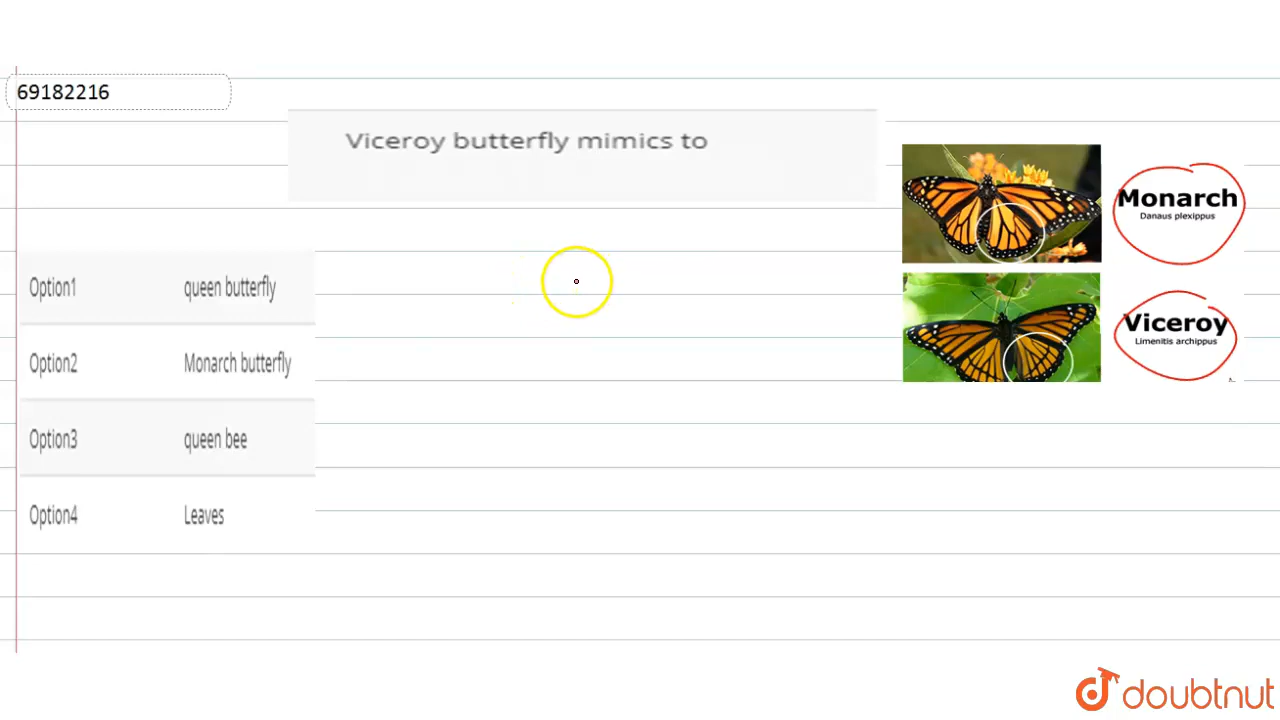 69182216
Viceroy butterfly mimics to
Monarch
Danaus plexippus
Viceroy
Limenitis archippus
Option1 queen butterfly
Option2 Monarch butterfly
Option3 queen bee
Option4 Leaves
doubtnut